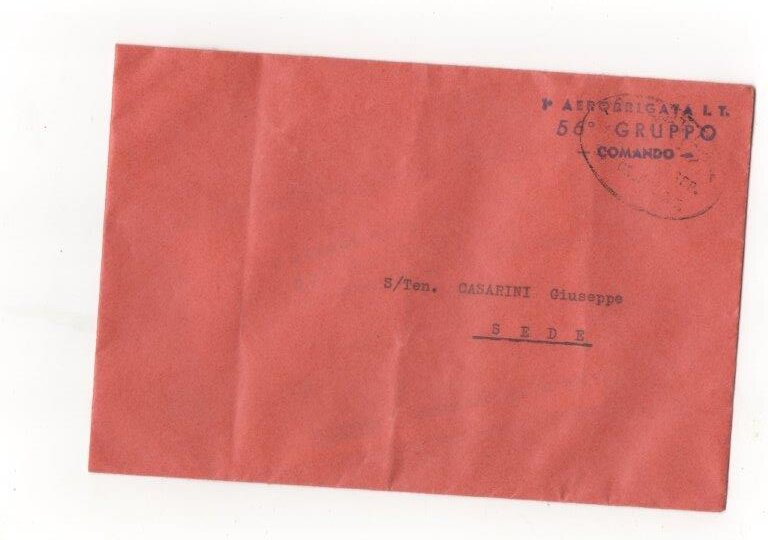 1ª AEROBRIGATA I. T.
56° GRUPPO
- COMANDO -
S/Ten. CASARINI Giuseppe
S E D E